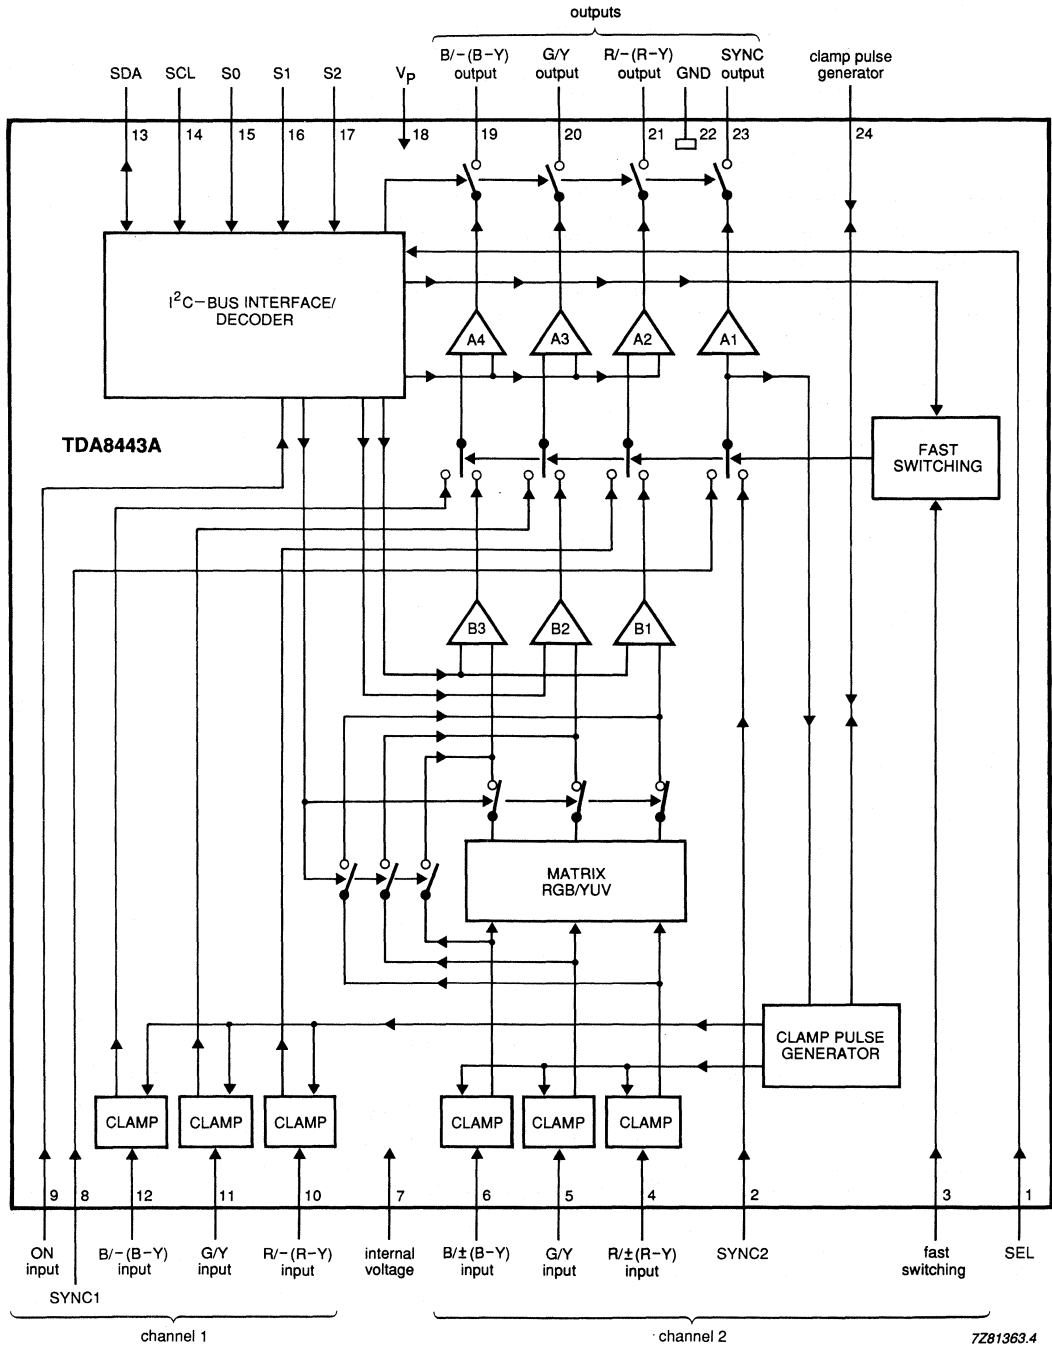 outputs
B/−(B−Y) output
G/Y output
R/−(R−Y) output
SYNC output
clamp pulse generator
SDA
SCL
S0
S1
S2
VP
GND
13
14
15
16
17
18
19
20
21
22
23
24
I²C−BUS INTERFACE/
DECODER
A4
A3
A2
A1
TDA8443A
FAST
SWITCHING
B3
B2
B1
MATRIX
RGB/YUV
CLAMP PULSE
GENERATOR
CLAMP
CLAMP
CLAMP
CLAMP
CLAMP
CLAMP
9
8
12
11
10
7
6
5
4
2
3
1
ON input
SYNC1
B/−(B−Y) input
G/Y input
R/−(R−Y) input
internal voltage
B/±(B−Y) input
G/Y input
R/±(R−Y) input
SYNC2
fast switching
SEL
channel 1
channel 2
7Z81363.4